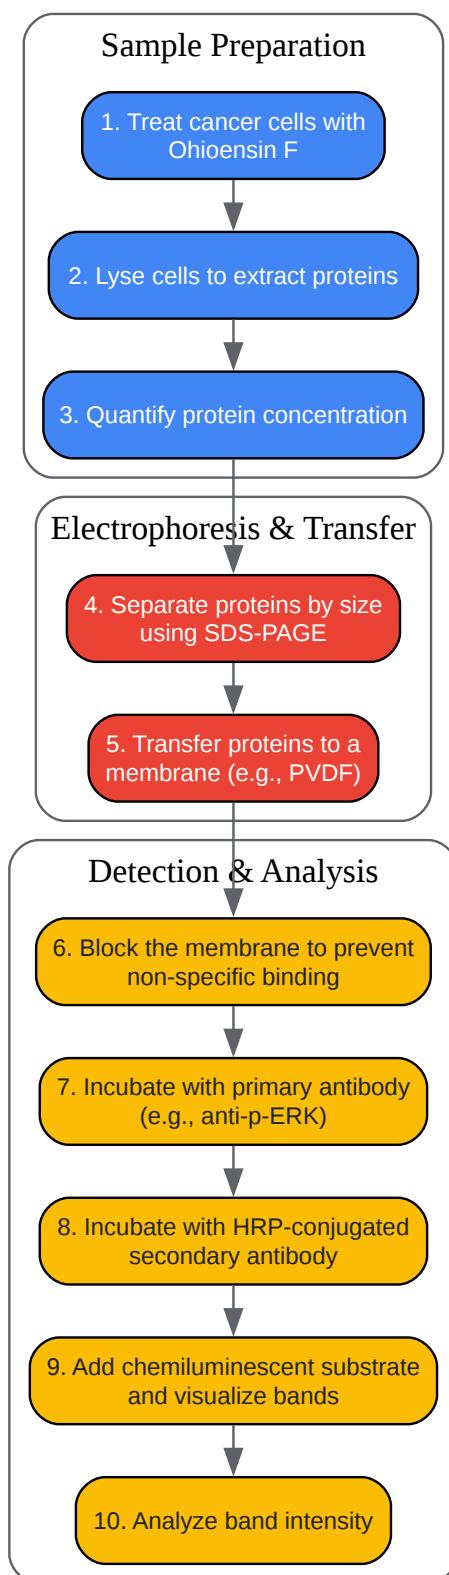 Sample Preparation
1. Treat cancer cells with
Ohioensin F
2. Lyse cells to extract proteins
3. Quantify protein concentration
Electrophoresis & Transfer
4. Separate proteins by size
using SDS-PAGE
5. Transfer proteins to a
membrane (e.g., PVDF)
Detection & Analysis
6. Block the membrane to prevent
non-specific binding
7. Incubate with primary antibody
(e.g., anti-p-ERK)
8. Incubate with HRP-conjugated
secondary antibody
9. Add chemiluminescent substrate
and visualize bands
10. Analyze band intensity